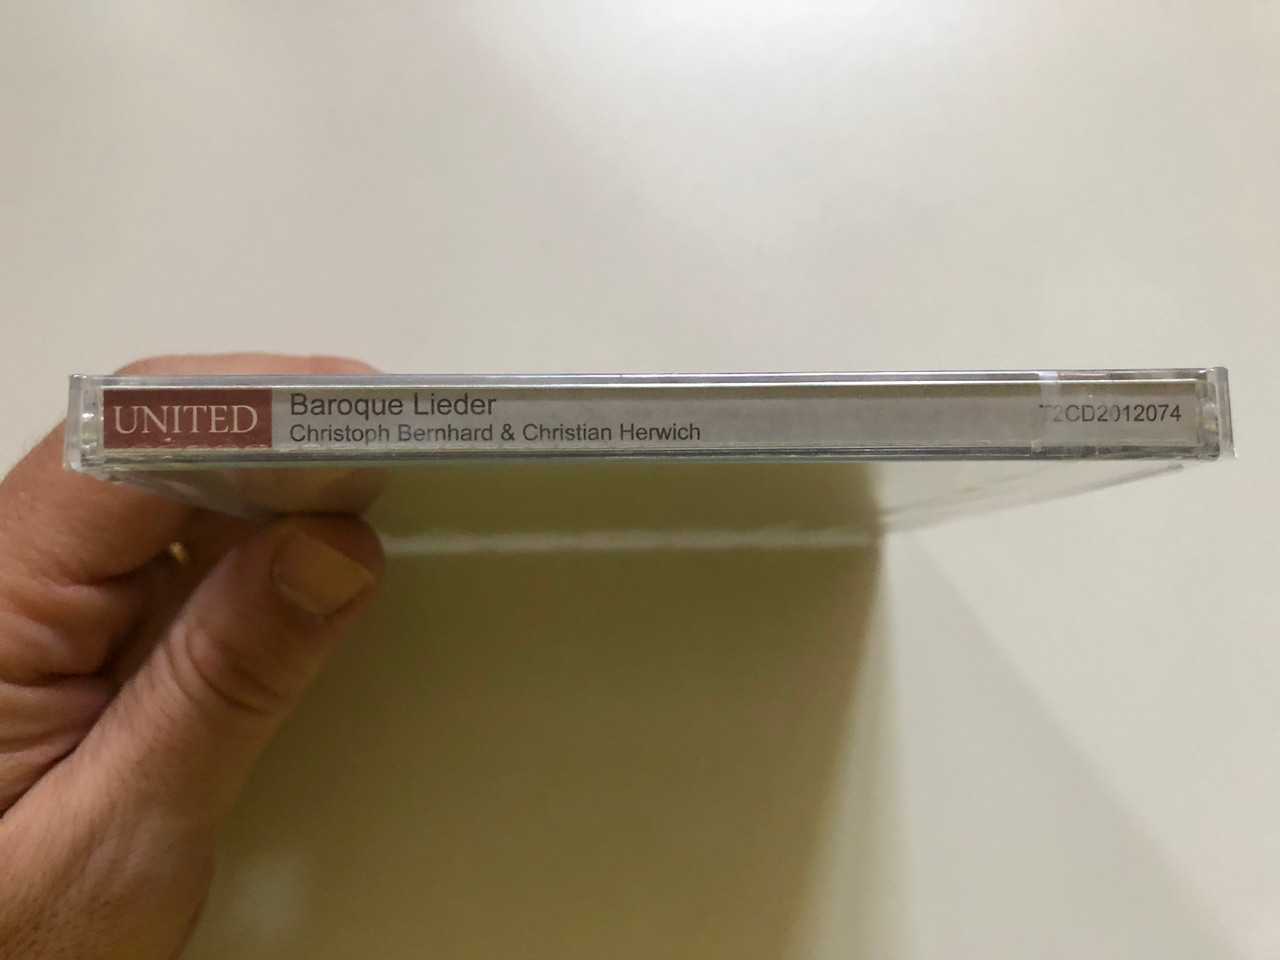 UNITED
Baroque Lieder
Christoph Bernhard & Christian Herwich
T2CD2012074